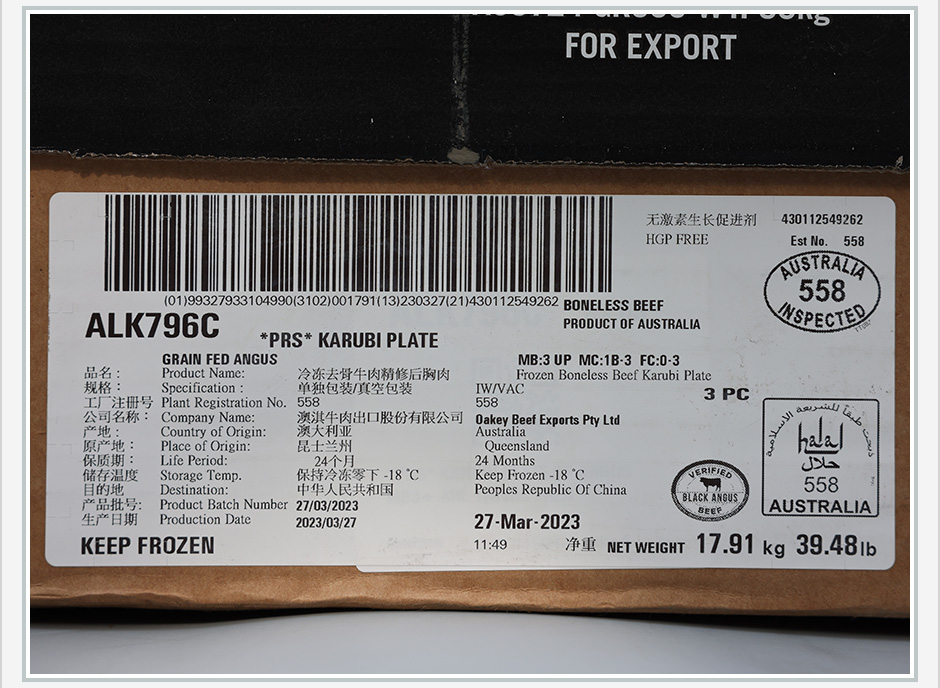 FOR EXPORT
无激素生长促进剂 430112549262
HGP FREE Est No. 558
(01)99327933104990(3102)001791(13)230327(21)430112549262
AUSTRALIA
558
INSPECTED
BONELESS BEEF
PRODUCT OF AUSTRALIA
ALK796C *PRS* KARUBI PLATE
GRAIN FED ANGUS MB:3 UP MC:1B-3 FC:0-3
品名: Product Name: 冷冻去骨牛肉精修后胸肉 Frozen Boneless Beef Karubi Plate
规格: Specification: 单独包装/真空包装 IW/VAC 3 PC
工厂注册号 Plant Registration No. 558 558
公司名称: Company Name: 澳淇牛肉出口股份有限公司 Oakey Beef Exports Pty Ltd
产地: Country of Origin: 澳大利亚 Australia
原产地: Place of Origin: 昆士兰州 Queensland
保质期: Life Period: 24个月 24 Months
储存温度 Storage Temp. 保持冷冻零下 -18 °C Keep Frozen -18 °C
目的地 Destination: 中华人民共和国 Peoples Republic Of China
产品批号: Product Batch Number 27/03/2023
生产日期 Production Date 2023/03/27 27-Mar-2023
VERIFIED
BLACK ANGUS
BEEF
ذبحت طبقاً للشريعة الاسلامية
halal
حلال
558
AUSTRALIA
KEEP FROZEN 11:49 净重 NET WEIGHT 17.91 kg 39.48 lb